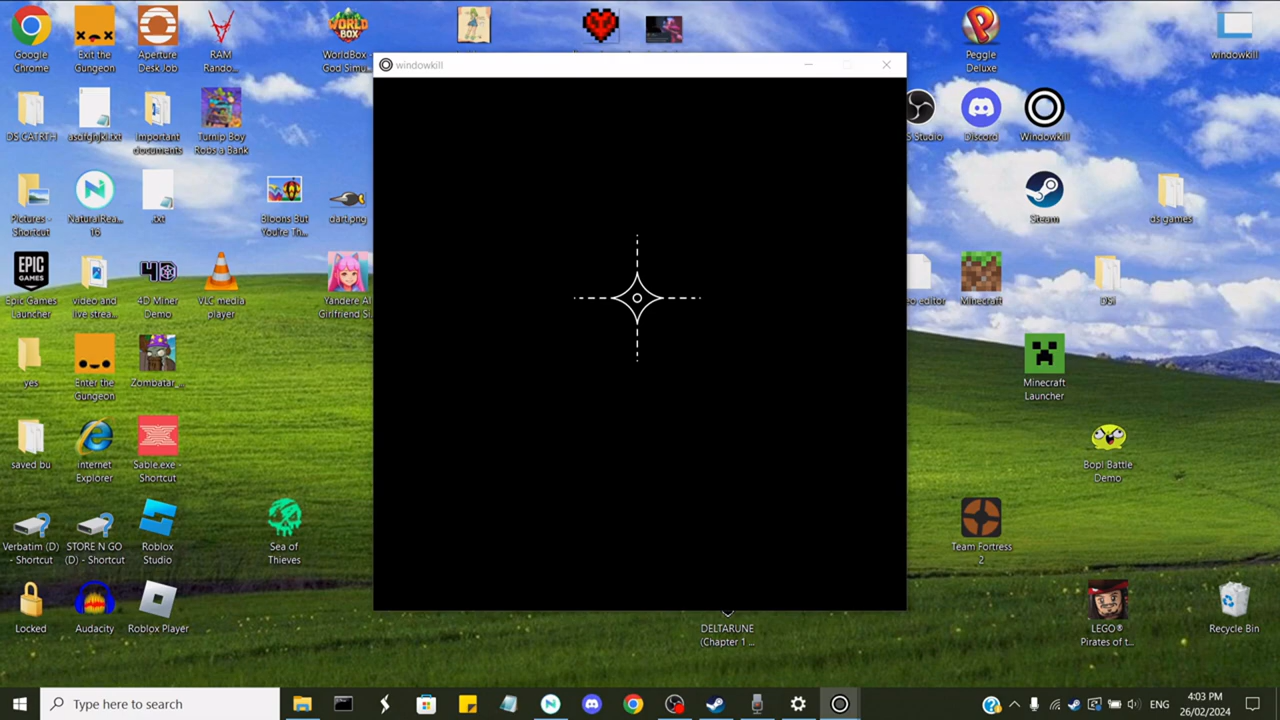 Google
Chrome
Exit the
Gungeon
Aperture
Desk Job
RAM
Rando...
WORLD
BOX
WorldBox -
God Simu...
Peggle
Deluxe
windowkill
windowkill
DS CATRTH
asdfghjkl.txt
Important
documents
Turnip Boy
Robs a Bank
S Studio
Discord
Windowkill
Pictures -
Shortcut
NaturalRea...
16
.txt
Bloons But
You're Th...
dart.png
Steam
ds games
EPIC
GAMES
Epic Games
Launcher
video and
live strea...
4D
4D Miner
Demo
VLC media
player
Yandere AI
Girlfriend Si...
eo editor
Minecraft
DSi
yes
Enter the
Gungeon
Zombatar ...
Minecraft
Launcher
saved bu
Internet
Explorer
Sable.exe -
Shortcut
Bopl Battle
Demo
Verbatim (D)
- Shortcut
STORE N GO
(D) - Shortcut
Roblox
Studio
Sea of
Thieves
Team Fortress
2
Locked
Audacity
Roblox Player
DELTARUNE
(Chapter 1 ...
LEGO®
Pirates of t...
Recycle Bin
Type here to search
ENG
4:03 PM
26/02/2024